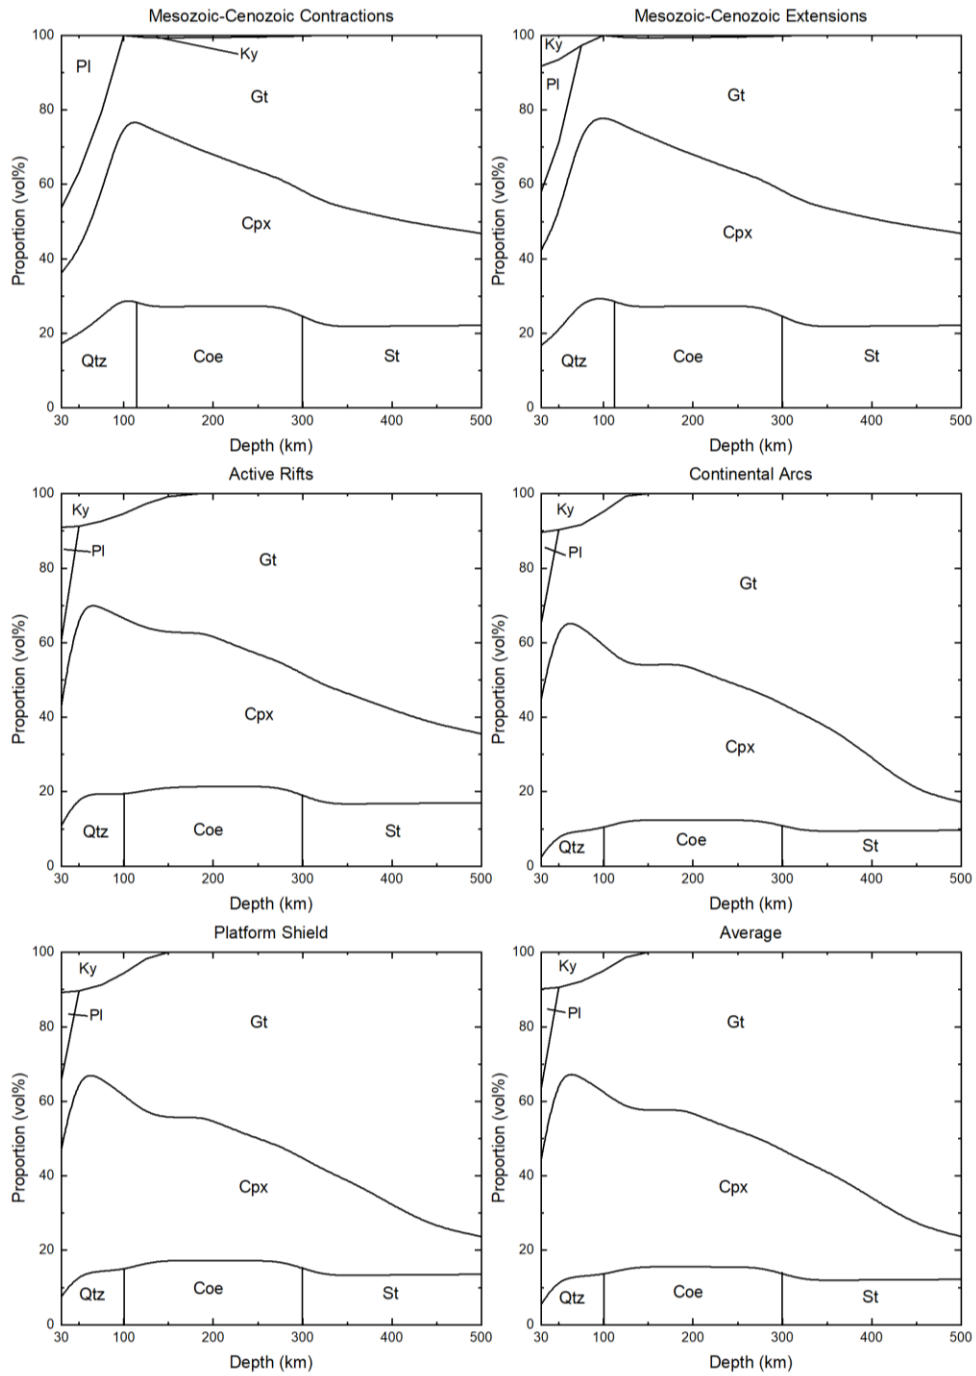 Mesozoic-Cenozoic Contractions
100
80
60
40
20
0
Proportion (vol%)
Pl
Ky
Gt
Cpx
Qtz
Coe
St
30
100
200
300
400
500
Depth (km)
Mesozoic-Cenozoic Extensions
100
80
60
40
20
0
Proportion (vol%)
Ky
Pl
Gt
Cpx
Qtz
Coe
St
30
100
200
300
400
500
Depth (km)
Active Rifts
100
80
60
40
20
0
Proportion (vol%)
Ky
Pl
Gt
Cpx
Qtz
Coe
St
30
100
200
300
400
500
Depth (km)
Continental Arcs
100
80
60
40
20
0
Proportion (vol%)
Ky
Pl
Gt
Cpx
Qtz
Coe
St
30
100
200
300
400
500
Depth (km)
Platform Shield
100
80
60
40
20
0
Proportion (vol%)
Ky
Pl
Gt
Cpx
Qtz
Coe
St
30
100
200
300
400
500
Depth (km)
Average
100
80
60
40
20
0
Proportion (vol%)
Ky
Pl
Gt
Cpx
Qtz
Coe
St
30
100
200
300
400
500
Depth (km)